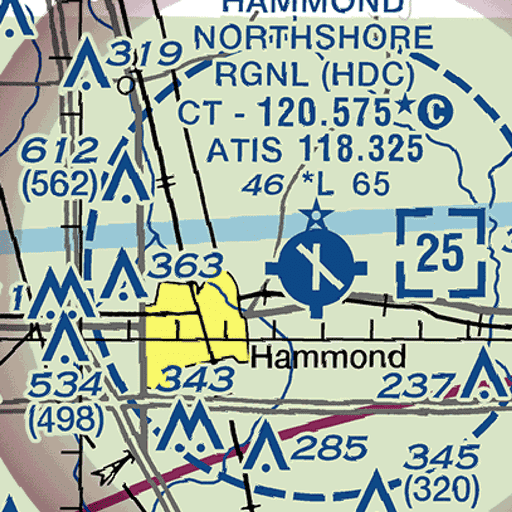 HAMMOND
NORTHSHORE
RGNL (HDC)
CT - 120.575 ★ C
ATIS 118.325
46 *L 65
319
612
(562)
25
363
1
Hammond
534
(498)
343
237
285
345
(320)